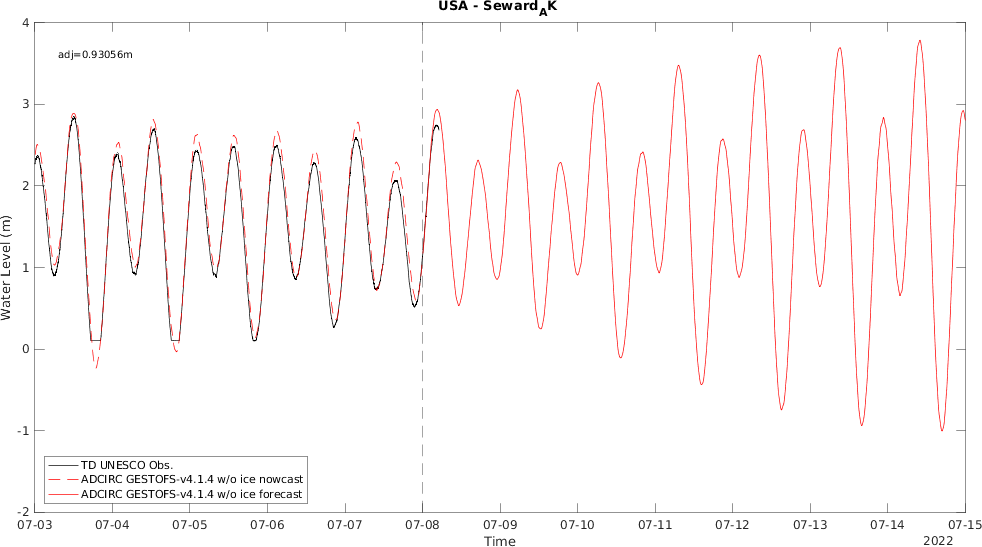 USA - Seward_AK
adj=0.93056m
4
3
2
1
0
-1
-2
Water Level (m)
TD UNESCO Obs.
ADCIRC GESTOFS-v4.1.4 w/o ice nowcast
ADCIRC GESTOFS-v4.1.4 w/o ice forecast
07-03 07-04 07-05 07-06 07-07 07-08 07-09 07-10 07-11 07-12 07-13 07-14 07-15
Time
2022